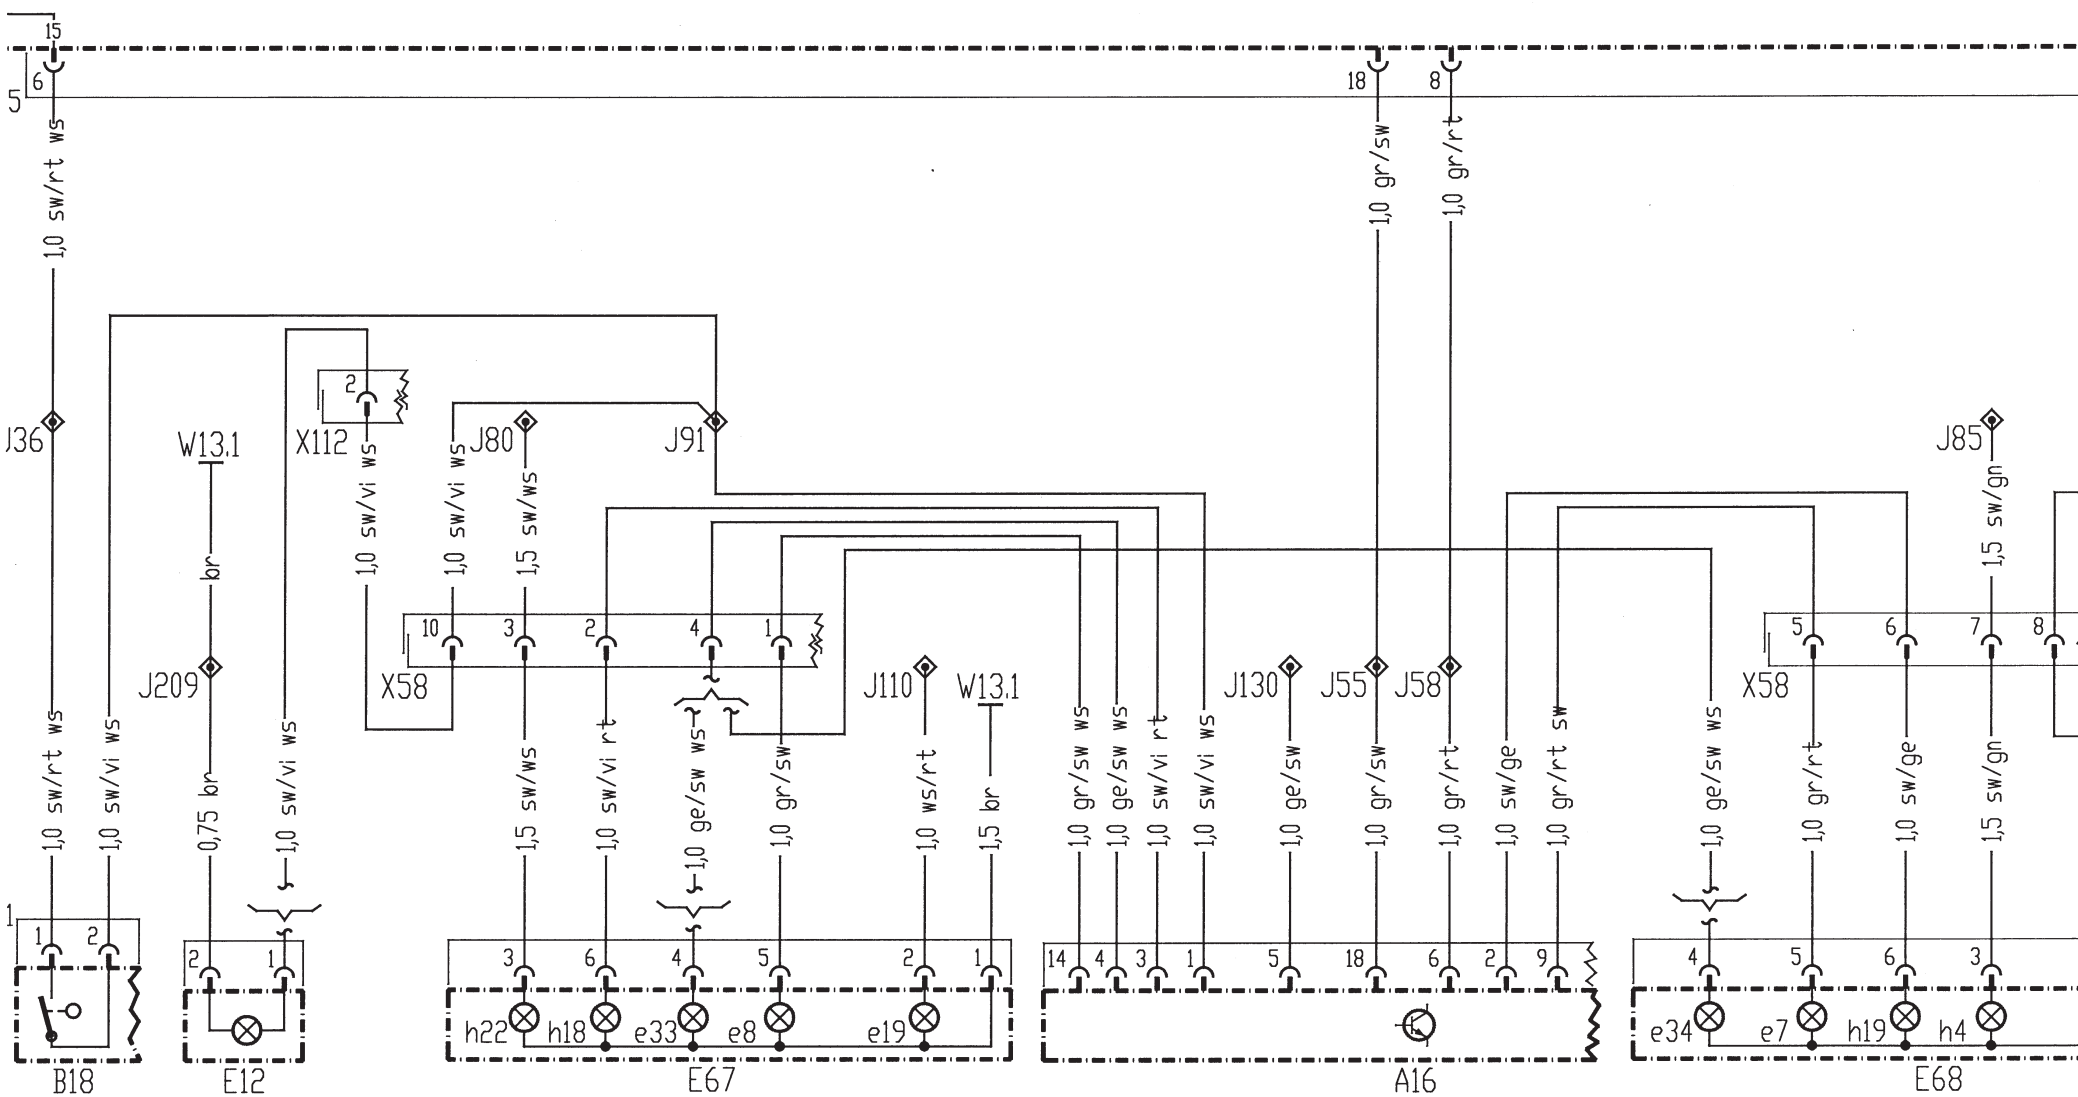 15
6 18 8
5
1,0 sw/rt ws
1,0 gr/sw
1,0 gr/rt
2
J36
W13.1
X112
J80
J91
J85
1,0 sw/vi ws
1,0 sw/vi ws
1,5 sw/ws
1,5 sw/gn
br
10 3 2 4 1
5 6 7 8
J209
X58
J110
W13.1
J130
J55
J58
X58
1,0 sw/rt ws
1,0 sw/vi ws
0,75 br
1,0 sw/vi ws
1,5 sw/ws
1,0 sw/vi rt
1,0 ge/sw ws
1,0 gr/sw
1,0 ws/rt
1,5 br
1,0 gr/sw ws
1,0 ge/sw ws
1,0 sw/vi rt
1,0 sw/vi ws
1,0 ge/sw
1,0 gr/sw
1,0 gr/rt
1,0 sw/ge
1,0 gr/rt sw
1,0 ge/sw ws
1,0 gr/rt
1,0 sw/ge
1,5 sw/gn
1
1 2
2 1
3 6 4 5 2 1
14 4 3 1 5 18 6 2 9
4 5 6 3
h22 h18 e33 e8 e19
e34 e7 h19 h4
B18 E12 E67 A16 E68